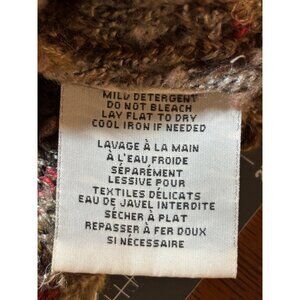 MILD DETERGENT
DO NOT BLEACH
LAY FLAT TO DRY
COOL IRON IF NEEDED
LAVAGE À LA MAIN
À L'EAU FROIDE
SÉPARÉMENT
LESSIVE POUR
TEXTILES DÉLICATS
EAU DE JAVEL INTERDITE
SÉCHER À PLAT
REPASSER À FER DOUX
SI NÉCESSAIRE